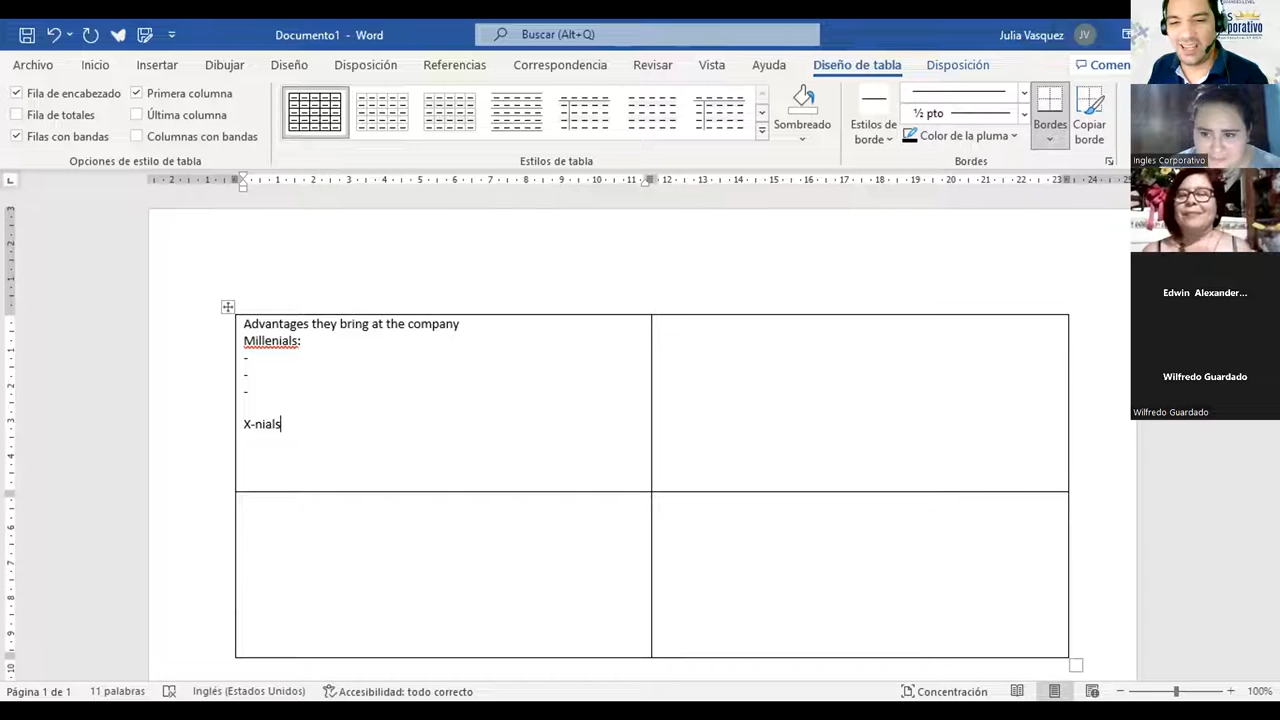 Documento1 - Word
Buscar (Alt+Q)
Julia Vasquez
JV
Archivo
Inicio
Insertar
Dibujar
Diseño
Disposición
Referencias
Correspondencia
Revisar
Vista
Ayuda
Diseño de tabla
Disposición
Comen
Fila de encabezado
Primera columna
Fila de totales
Última columna
Filas con bandas
Columnas con bandas
Opciones de estilo de tabla
Estilos de tabla
Sombreado
Estilos de borde
½ pto
Color de la pluma
Bordes
Copiar borde
Bordes
Ingles Corporativo
Edwin Alexander...
Wilfredo Guardado
Wilfredo Guardado
Advantages they bring at the company
Millenials:
-
-
-
X-nials
Página 1 de 1
11 palabras
Inglés (Estados Unidos)
Accesibilidad: todo correcto
Concentración
100%